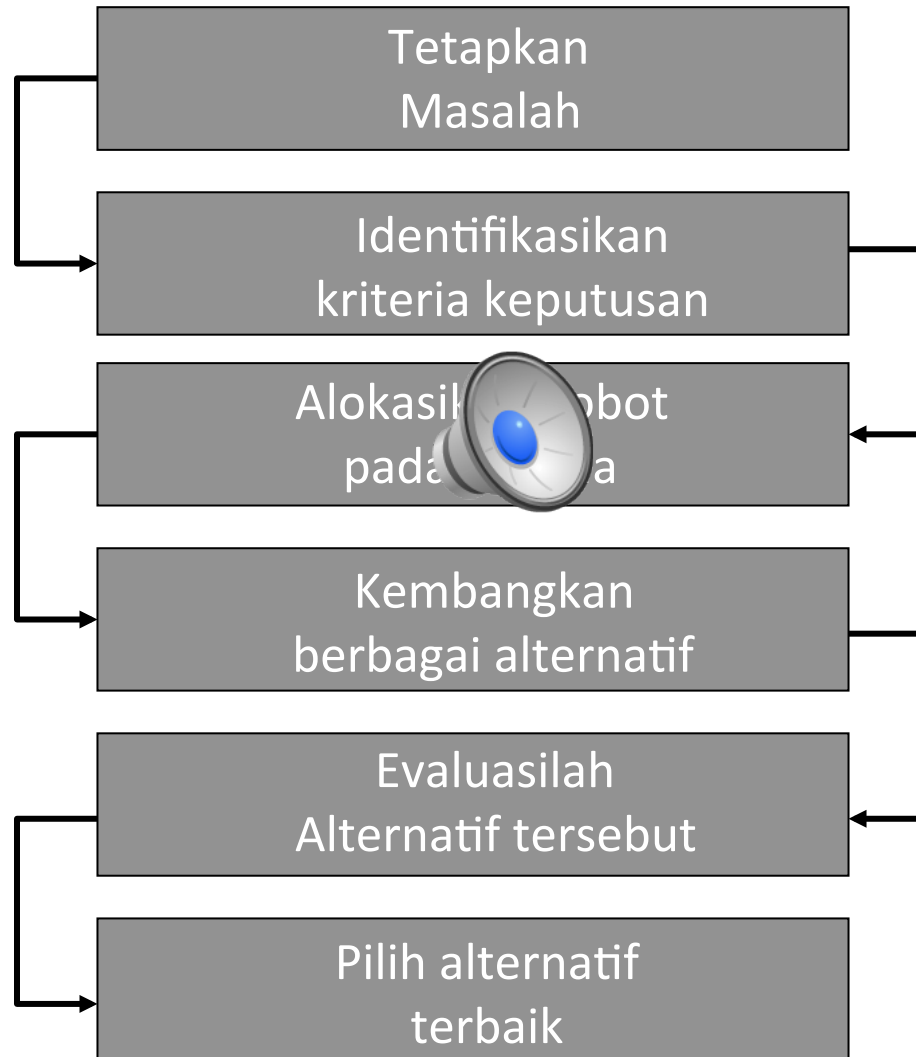 Tetapkan
Masalah
Identifikasikan
kriteria keputusan
pada
Kembangkan
berbagai alternatif
Evaluasilah
Alternatif tersebut
Pilih alternatif
terbaik